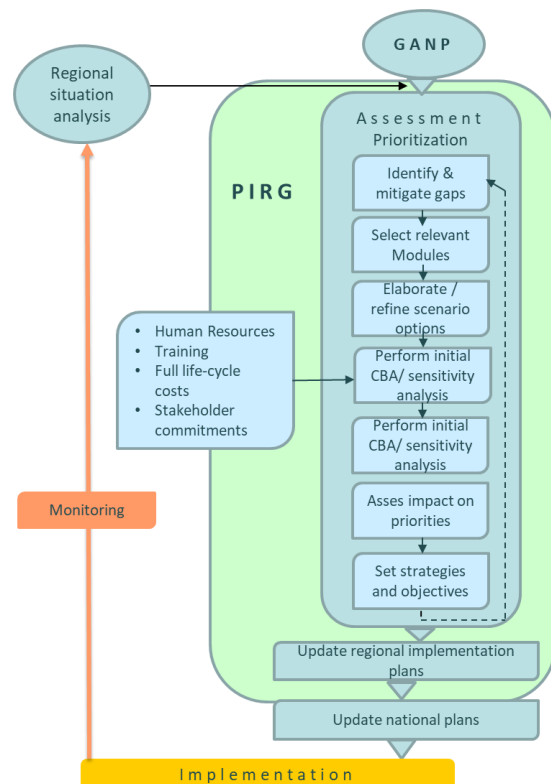 GANP
Regional
situation
analysis
Assessment
Prioritization
PIRG
Identify &
mitigate gaps
Select relevant
Modules
Elaborate /
refine scenario
options
• Human Resources
• Training
• Full life-cycle
costs
• Stakeholder
commitments
Perform initial
CBA/ sensitivity
analysis
Perform initial
CBA/ sensitivity
analysis
Monitoring
Asses impact on
priorities
Set strategies
and objectives
Update regional implementation
plans
Update national plans
Implementation